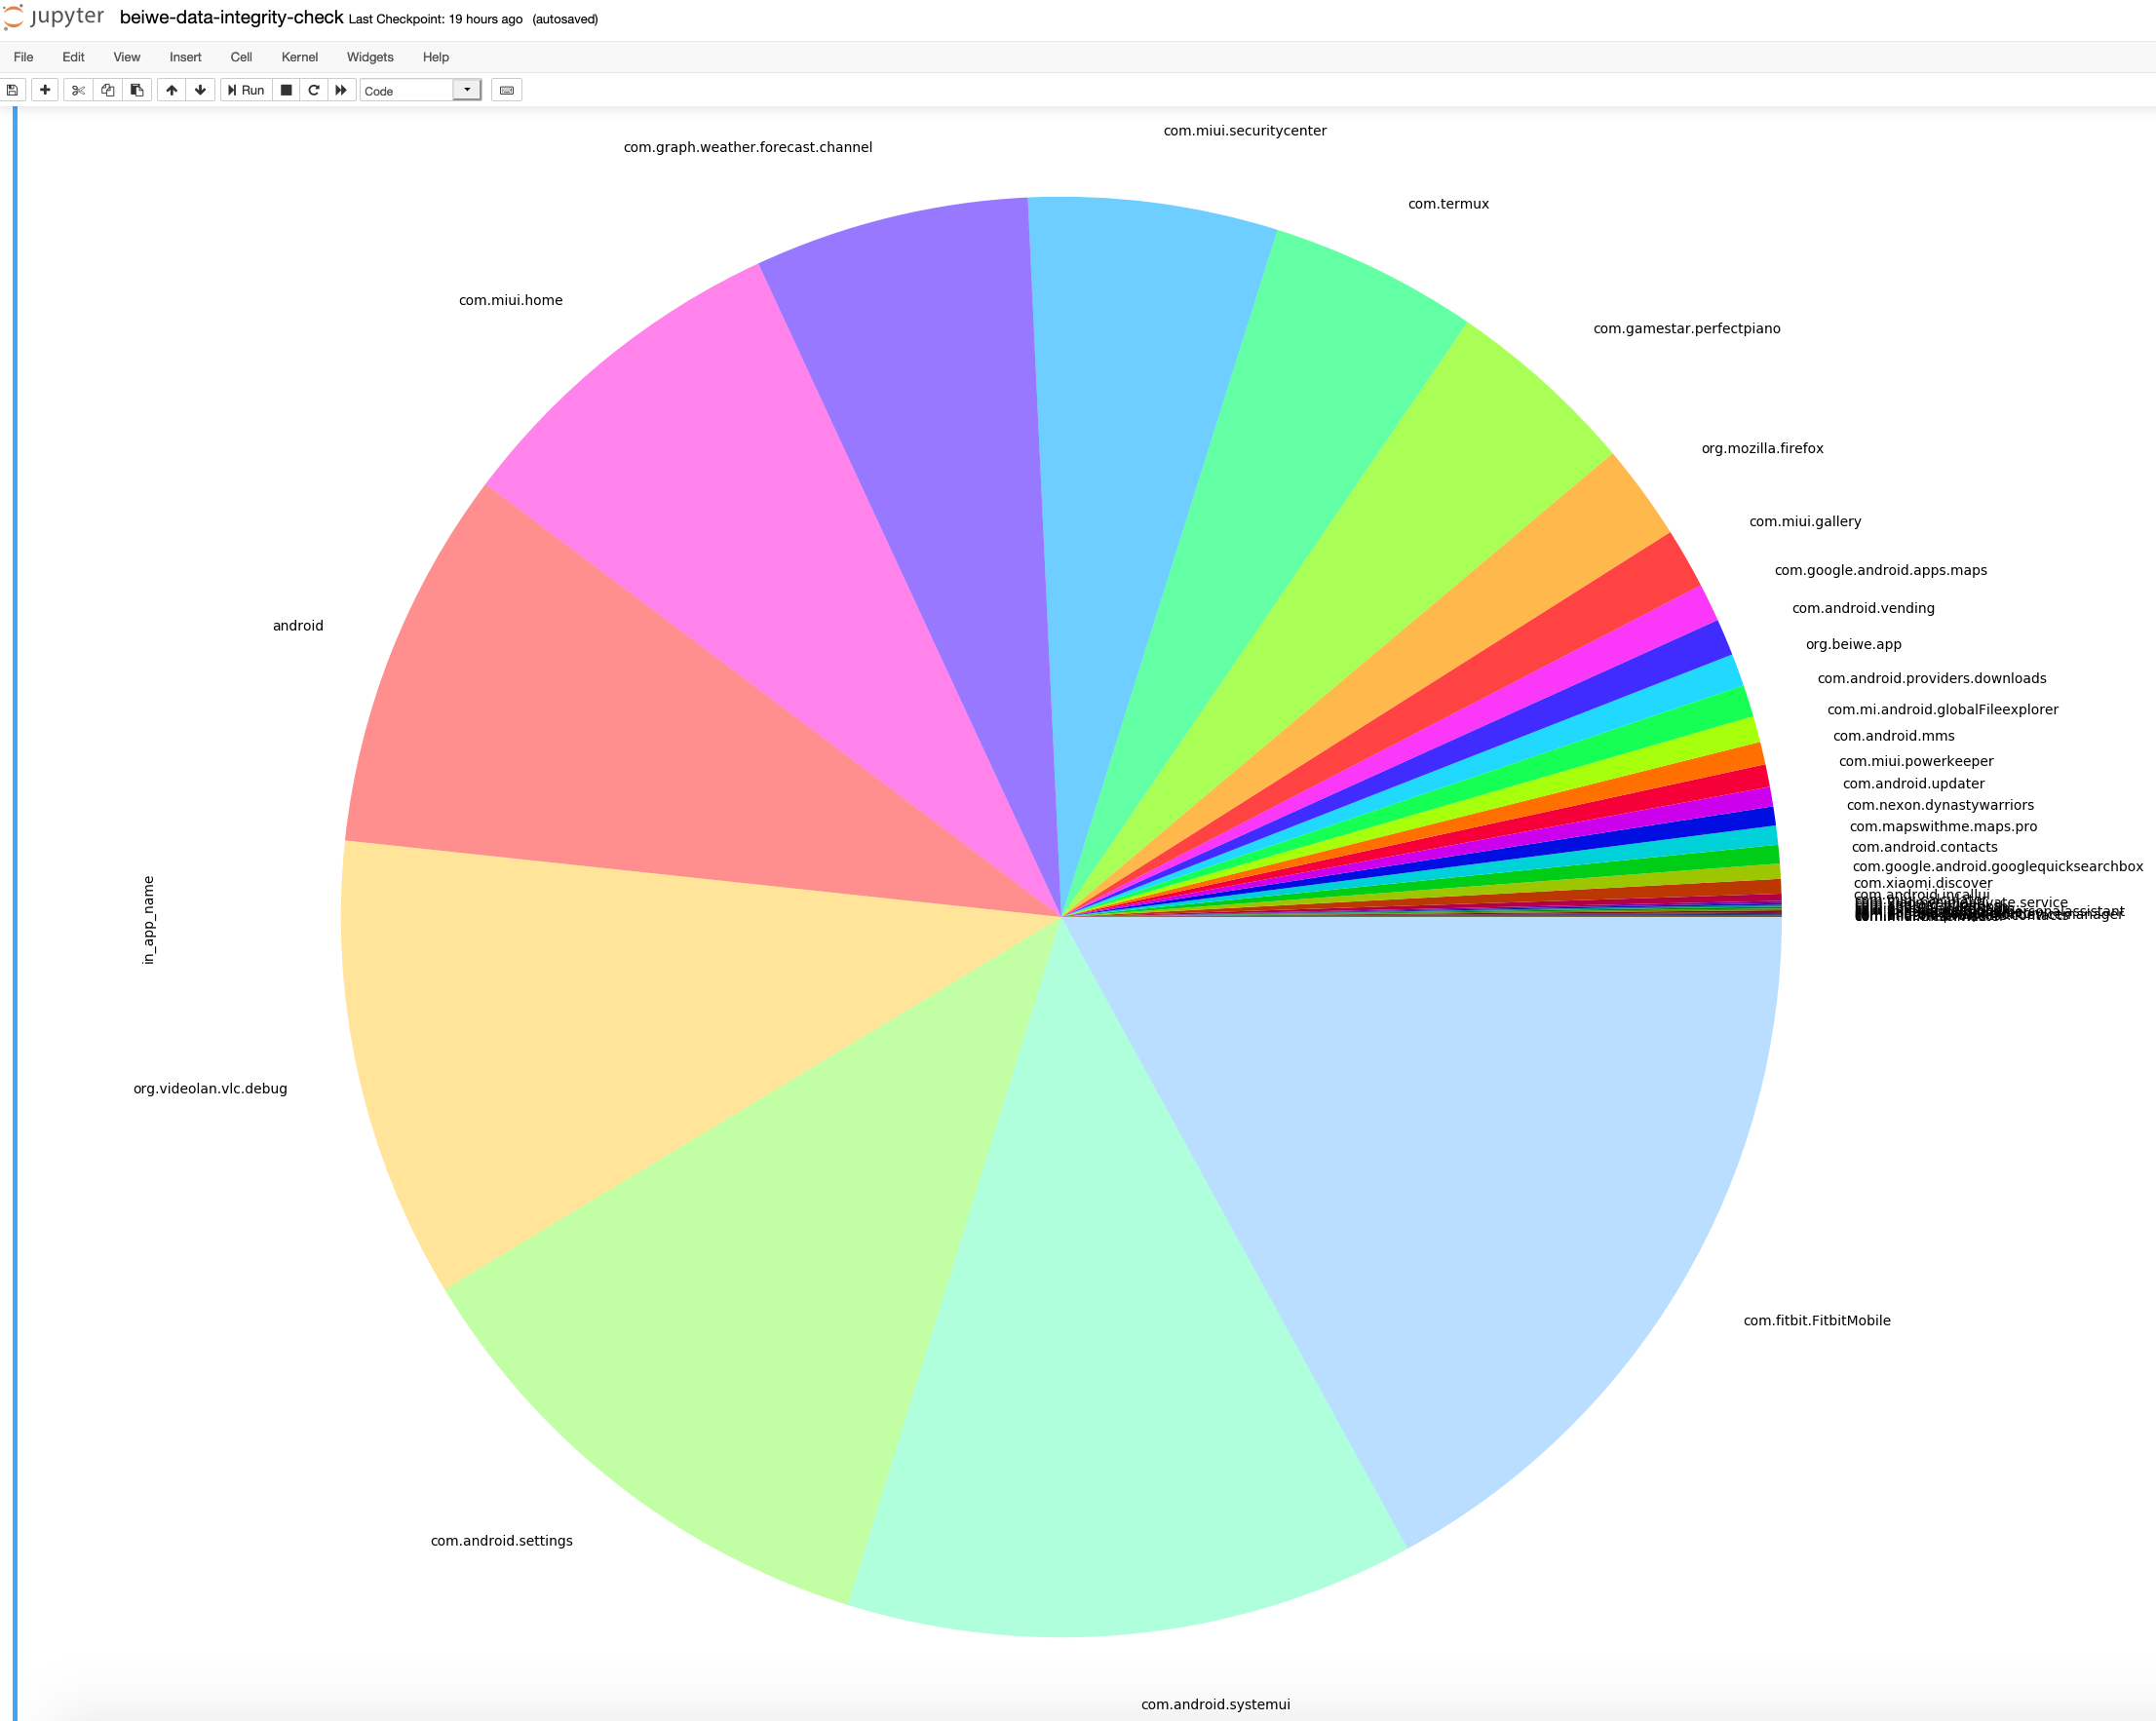 jupyter beiwe-data-integrity-check Last Checkpoint: 19 hours ago (autosaved)
File Edit View Insert Cell Kernel Widgets Help
Run Code
com.miui.securitycenter
com.graph.weather.forecast.channel
com.termux
com.miui.home
com.gamestar.perfectpiano
org.mozilla.firefox
com.miui.gallery
com.google.android.apps.maps
com.android.vending
android
org.beiwe.app
com.android.providers.downloads
com.mi.android.globalFileexplorer
com.android.mms
com.miui.powerkeeper
com.android.updater
com.nexon.dynastywarriors
com.mapswithme.maps.pro
com.android.contacts
com.google.android.googlequicksearchbox
com.xiaomi.discover
com.android.incallui
in_app_name
org.videolan.vlc.debug
com.fitbit.FitbitMobile
com.android.settings
com.android.systemui